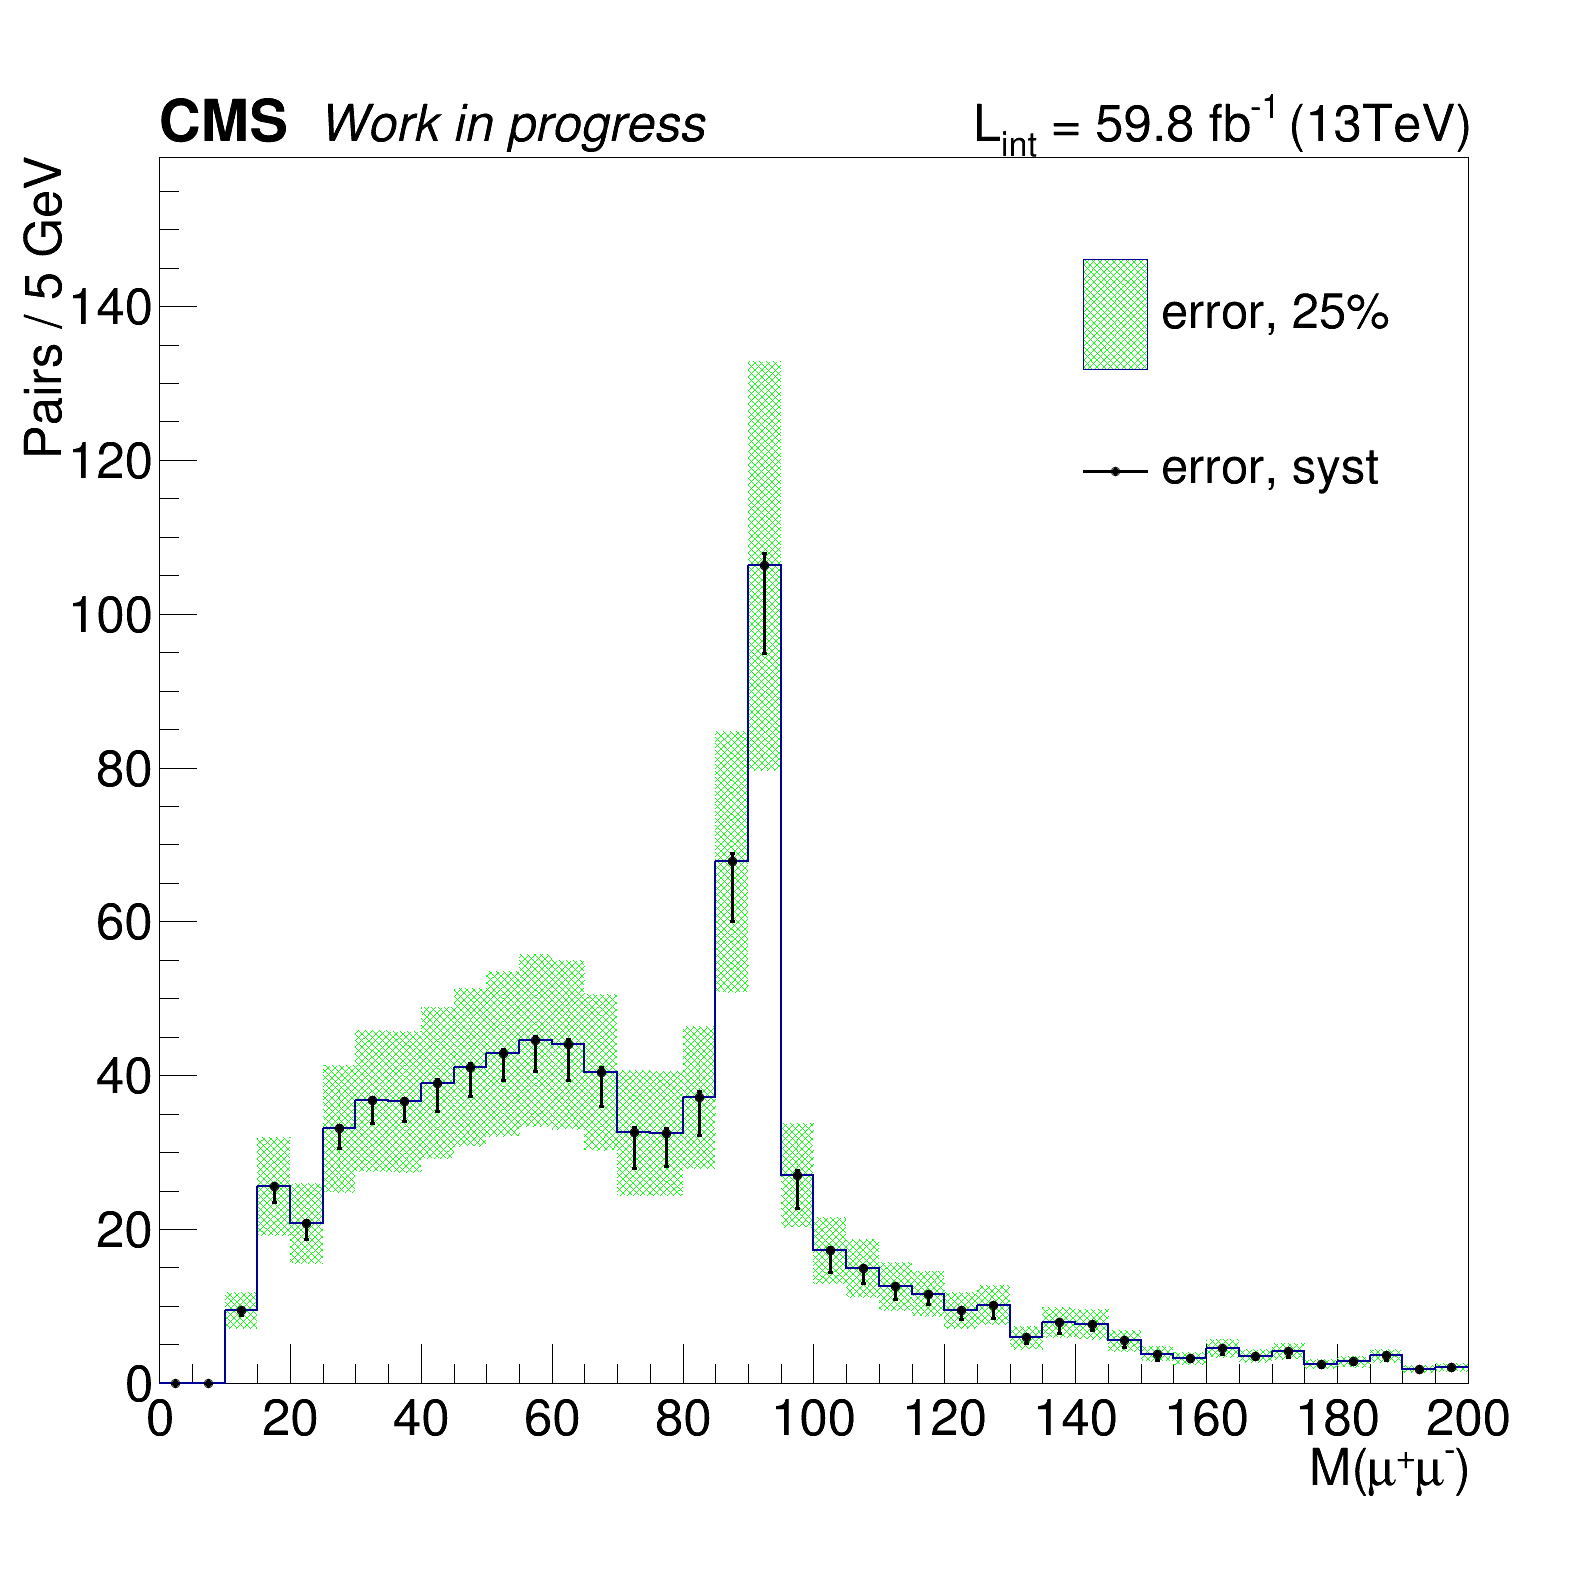 CMS Work in progress
L_int = 59.8 fb⁻¹ (13TeV)
Pairs / 5 GeV
140
120
100
80
60
40
20
0
error, 25%
error, syst
0 20 40 60 80 100 120 140 160 180 200
M(μ⁺μ⁻)